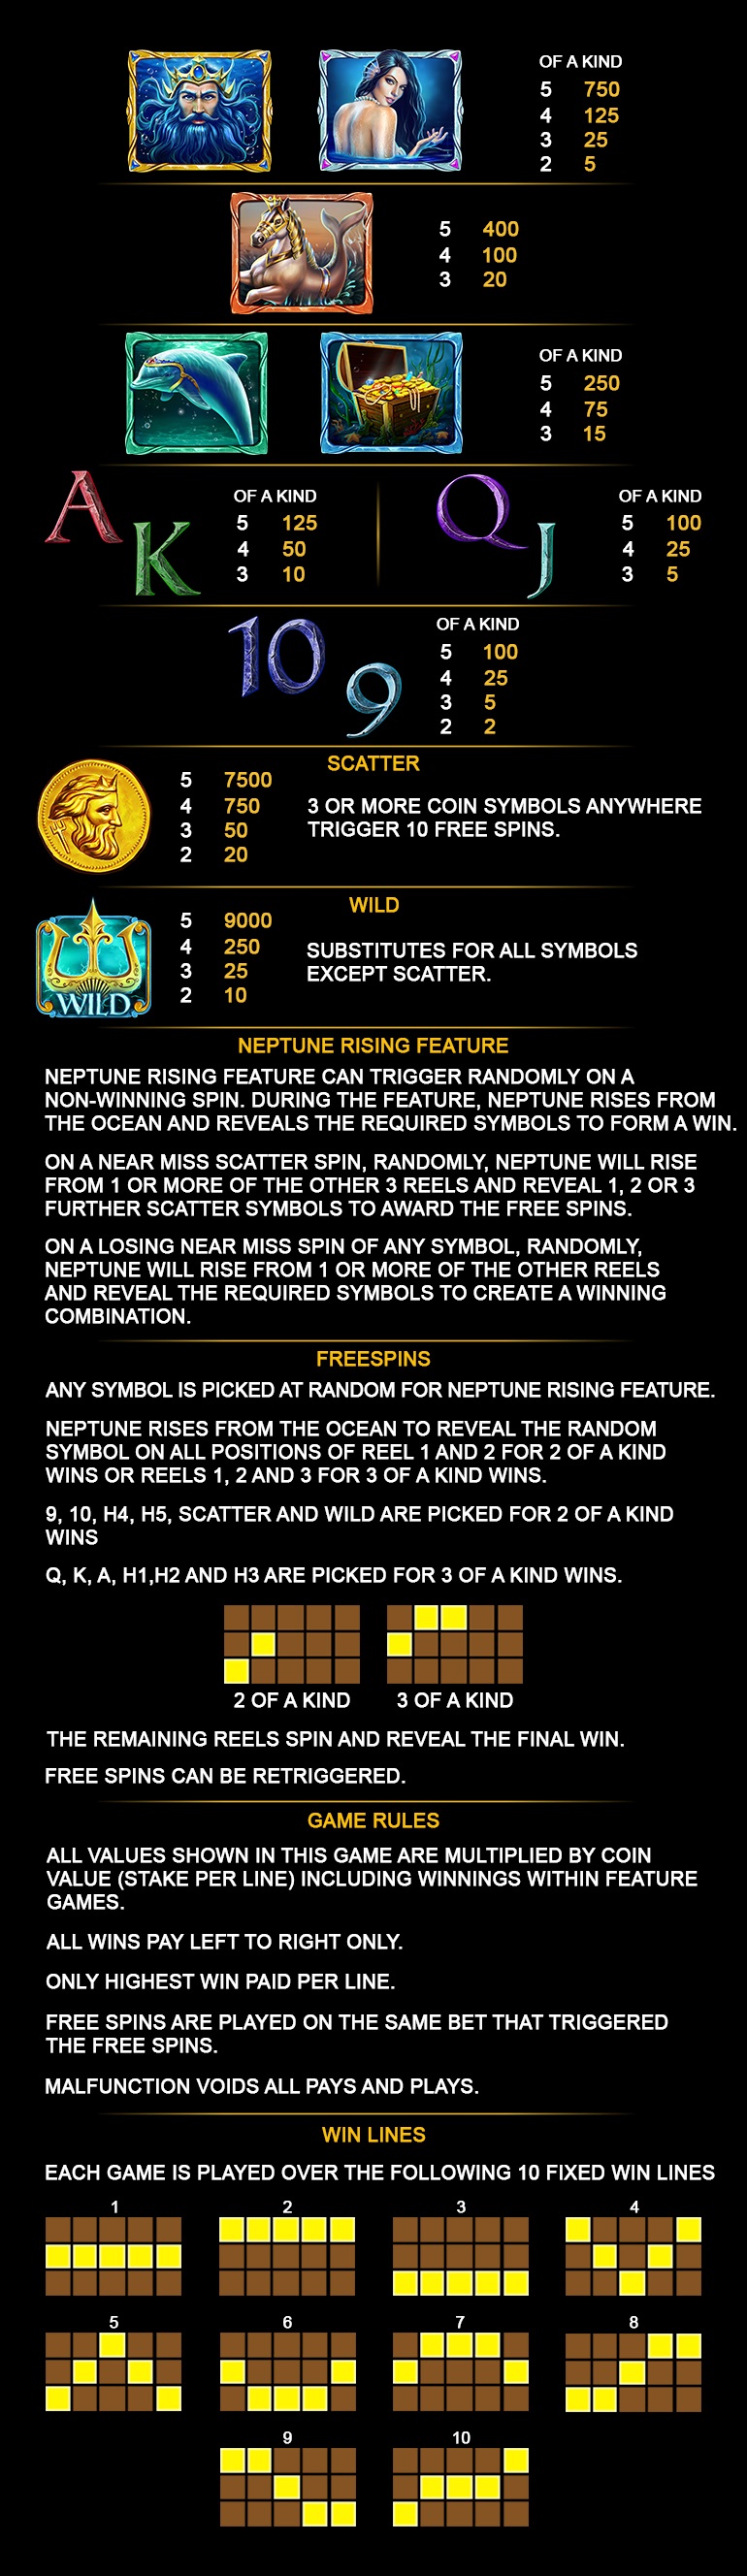 OF A KIND
5 750
4 125
3 25
2 5
5 400
4 100
3 20
OF A KIND
5 250
4 75
3 15
A
K
OF A KIND
5 125
4 50
3 10
Q
J
OF A KIND
5 100
4 25
3 5
10
9
OF A KIND
5 100
4 25
3 5
2 2
SCATTER
5 7500
4 750
3 50
2 20
3 OR MORE COIN SYMBOLS ANYWHERE
TRIGGER 10 FREE SPINS.
WILD
WILD
5 9000
4 250
3 25
2 10
SUBSTITUTES FOR ALL SYMBOLS
EXCEPT SCATTER.
NEPTUNE RISING FEATURE
NEPTUNE RISING FEATURE CAN TRIGGER RANDOMLY ON A
NON-WINNING SPIN. DURING THE FEATURE, NEPTUNE RISES FROM
THE OCEAN AND REVEALS THE REQUIRED SYMBOLS TO FORM A WIN.
ON A NEAR MISS SCATTER SPIN, RANDOMLY, NEPTUNE WILL RISE
FROM 1 OR MORE OF THE OTHER 3 REELS AND REVEAL 1, 2 OR 3
FURTHER SCATTER SYMBOLS TO AWARD THE FREE SPINS.
ON A LOSING NEAR MISS SPIN OF ANY SYMBOL, RANDOMLY,
NEPTUNE WILL RISE FROM 1 OR MORE OF THE OTHER REELS
AND REVEAL THE REQUIRED SYMBOLS TO CREATE A WINNING
COMBINATION.
FREESPINS
ANY SYMBOL IS PICKED AT RANDOM FOR NEPTUNE RISING FEATURE.
NEPTUNE RISES FROM THE OCEAN TO REVEAL THE RANDOM
SYMBOL ON ALL POSITIONS OF REEL 1 AND 2 FOR 2 OF A KIND
WINS OR REELS 1, 2 AND 3 FOR 3 OF A KIND WINS.
9, 10, H4, H5, SCATTER AND WILD ARE PICKED FOR 2 OF A KIND
WINS
Q, K, A, H1,H2 AND H3 ARE PICKED FOR 3 OF A KIND WINS.
2 OF A KIND
3 OF A KIND
THE REMAINING REELS SPIN AND REVEAL THE FINAL WIN.
FREE SPINS CAN BE RETRIGGERED.
GAME RULES
ALL VALUES SHOWN IN THIS GAME ARE MULTIPLIED BY COIN
VALUE (STAKE PER LINE) INCLUDING WINNINGS WITHIN FEATURE
GAMES.
ALL WINS PAY LEFT TO RIGHT ONLY.
ONLY HIGHEST WIN PAID PER LINE.
FREE SPINS ARE PLAYED ON THE SAME BET THAT TRIGGERED
THE FREE SPINS.
MALFUNCTION VOIDS ALL PAYS AND PLAYS.
WIN LINES
EACH GAME IS PLAYED OVER THE FOLLOWING 10 FIXED WIN LINES
1 2 3 4
5 6 7 8
9 10